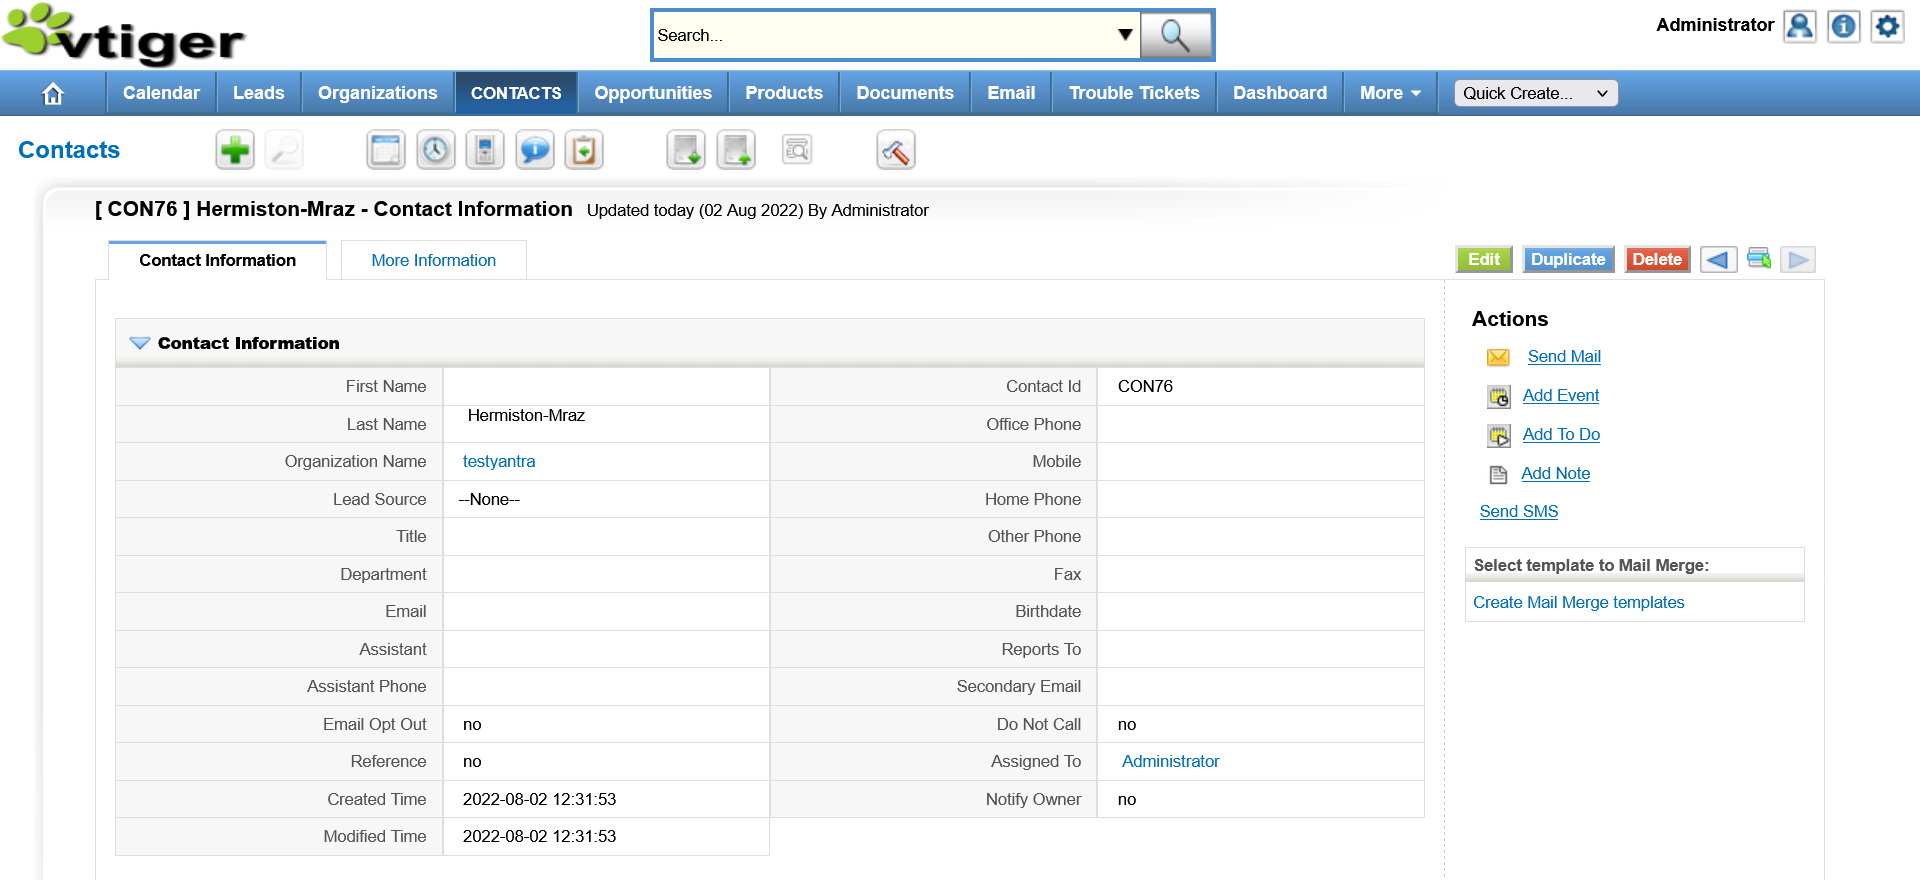 vtiger
Search...
Administrator
Calendar Leads Organizations CONTACTS Opportunities Products Documents Email Trouble Tickets Dashboard More Quick Create...
Contacts
[ CON76 ] Hermiston-Mraz - Contact Information Updated today (02 Aug 2022) By Administrator
Contact Information More Information Edit Duplicate Delete
Contact Information
First Name Contact Id CON76
Last Name Hermiston-Mraz Office Phone
Organization Name testyantra Mobile
Lead Source --None-- Home Phone
Title Other Phone
Department Fax
Email Birthdate
Assistant Reports To
Assistant Phone Secondary Email
Email Opt Out no Do Not Call no
Reference no Assigned To Administrator
Created Time 2022-08-02 12:31:53 Notify Owner no
Modified Time 2022-08-02 12:31:53
Actions
Send Mail
Add Event
Add To Do
Add Note
Send SMS
Select template to Mail Merge:
Create Mail Merge templates